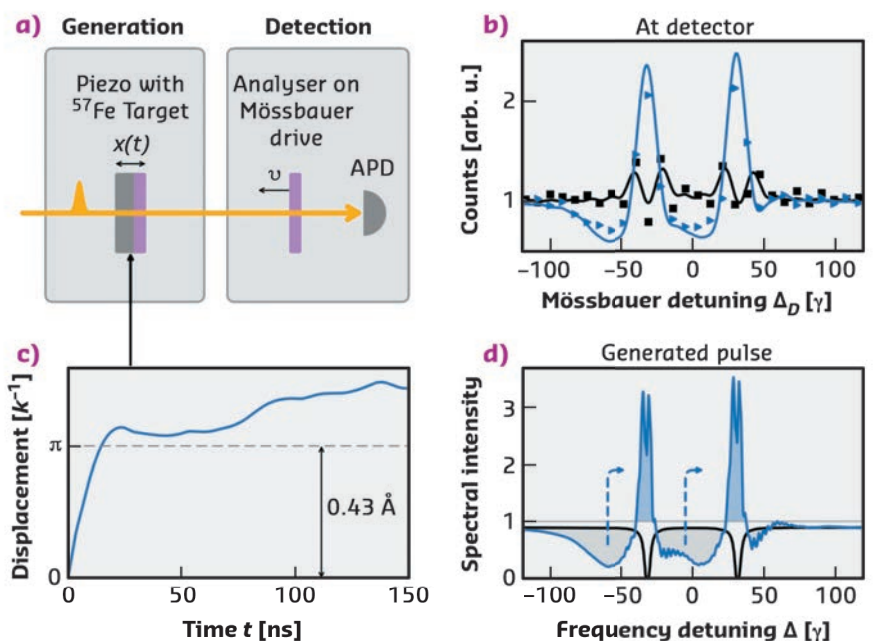 a)
Generation
Detection
Piezo with
⁵⁷Fe Target
x(t)
Analyser on
Mössbauer
drive
υ
APD
b)
At detector
Counts [arb. u.]
2
1
−100 −50 0 50 100
Mössbauer detuning Δ_D [γ]
c)
Displacement [k⁻¹]
π
0
0.43 Å
0 50 100 150
Time t [ns]
d)
Generated pulse
Spectral intensity
3
2
1
0
−100 −50 0 50 100
Frequency detuning Δ [γ]